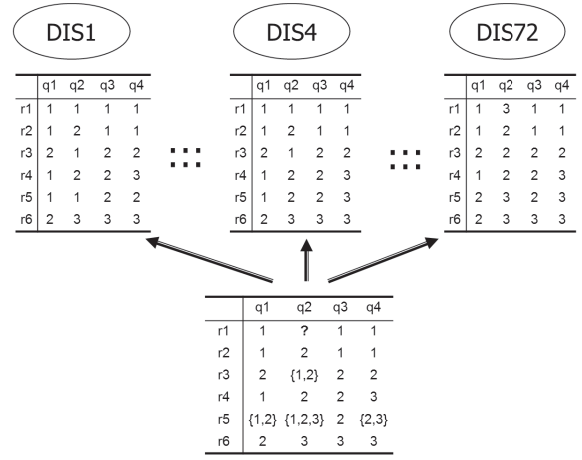 DIS1
q1 q2 q3 q4
r1 1 1 1 1
r2 1 2 1 1
r3 2 1 2 2
r4 1 2 2 3
r5 1 1 2 2
r6 2 3 3 3
DIS4
q1 q2 q3 q4
r1 1 1 1 1
r2 1 2 1 1
r3 2 1 2 2
r4 1 2 2 3
r5 1 2 2 3
r6 2 3 3 3
DIS72
q1 q2 q3 q4
r1 1 3 1 1
r2 1 2 1 1
r3 2 2 2 2
r4 1 2 2 3
r5 2 3 2 3
r6 2 3 3 3
q1 q2 q3 q4
r1 1 ? 1 1
r2 1 2 1 1
r3 2 {1,2} 2 2
r4 1 2 2 3
r5 {1,2} {1,2,3} 2 {2,3}
r6 2 3 3 3